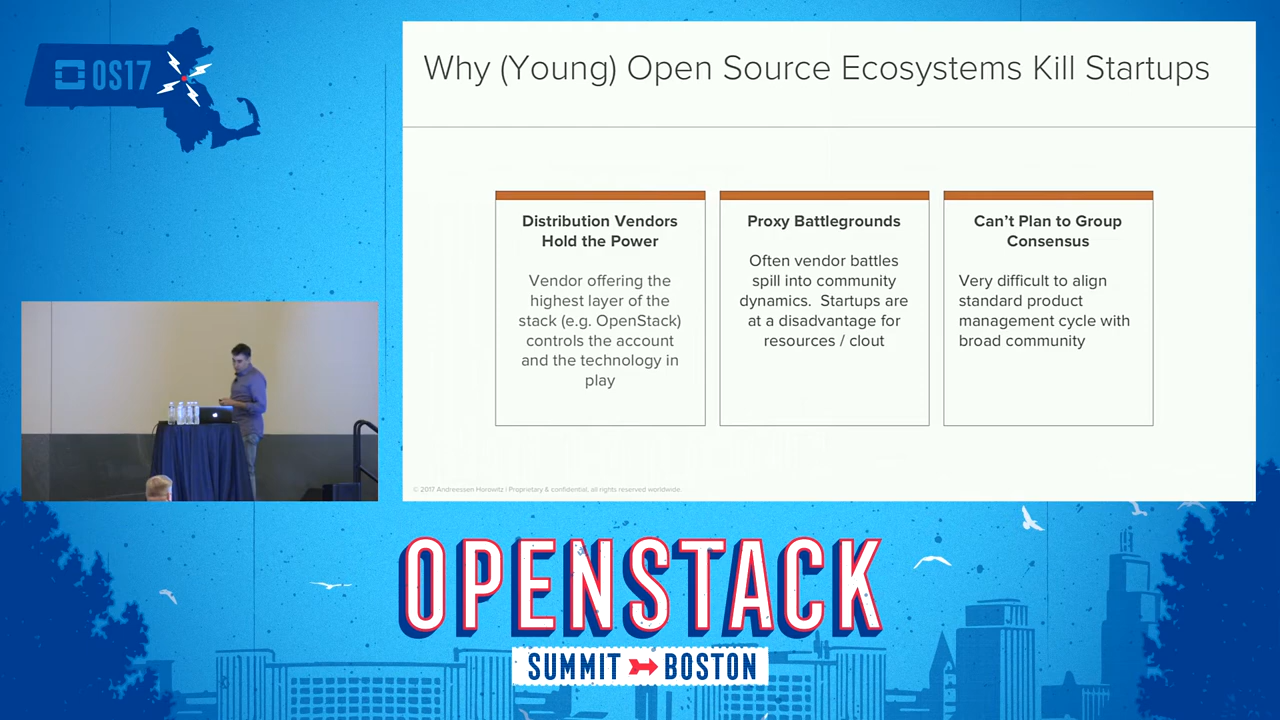 OS17
Why (Young) Open Source Ecosystems Kill Startups
Distribution Vendors
Hold the Power
Vendor offering the
highest layer of the
stack (e.g. OpenStack)
controls the account
and the technology in
play
Proxy Battlegrounds
Often vendor battles
spill into community
dynamics.  Startups are
at a disadvantage for
resources / clout
Can't Plan to Group
Consensus
Very difficult to align
standard product
management cycle with
broad community
© 2017 Andreessen Horowitz | Proprietary & confidential, all rights reserved worldwide.
OPENSTACK
SUMMIT BOSTON